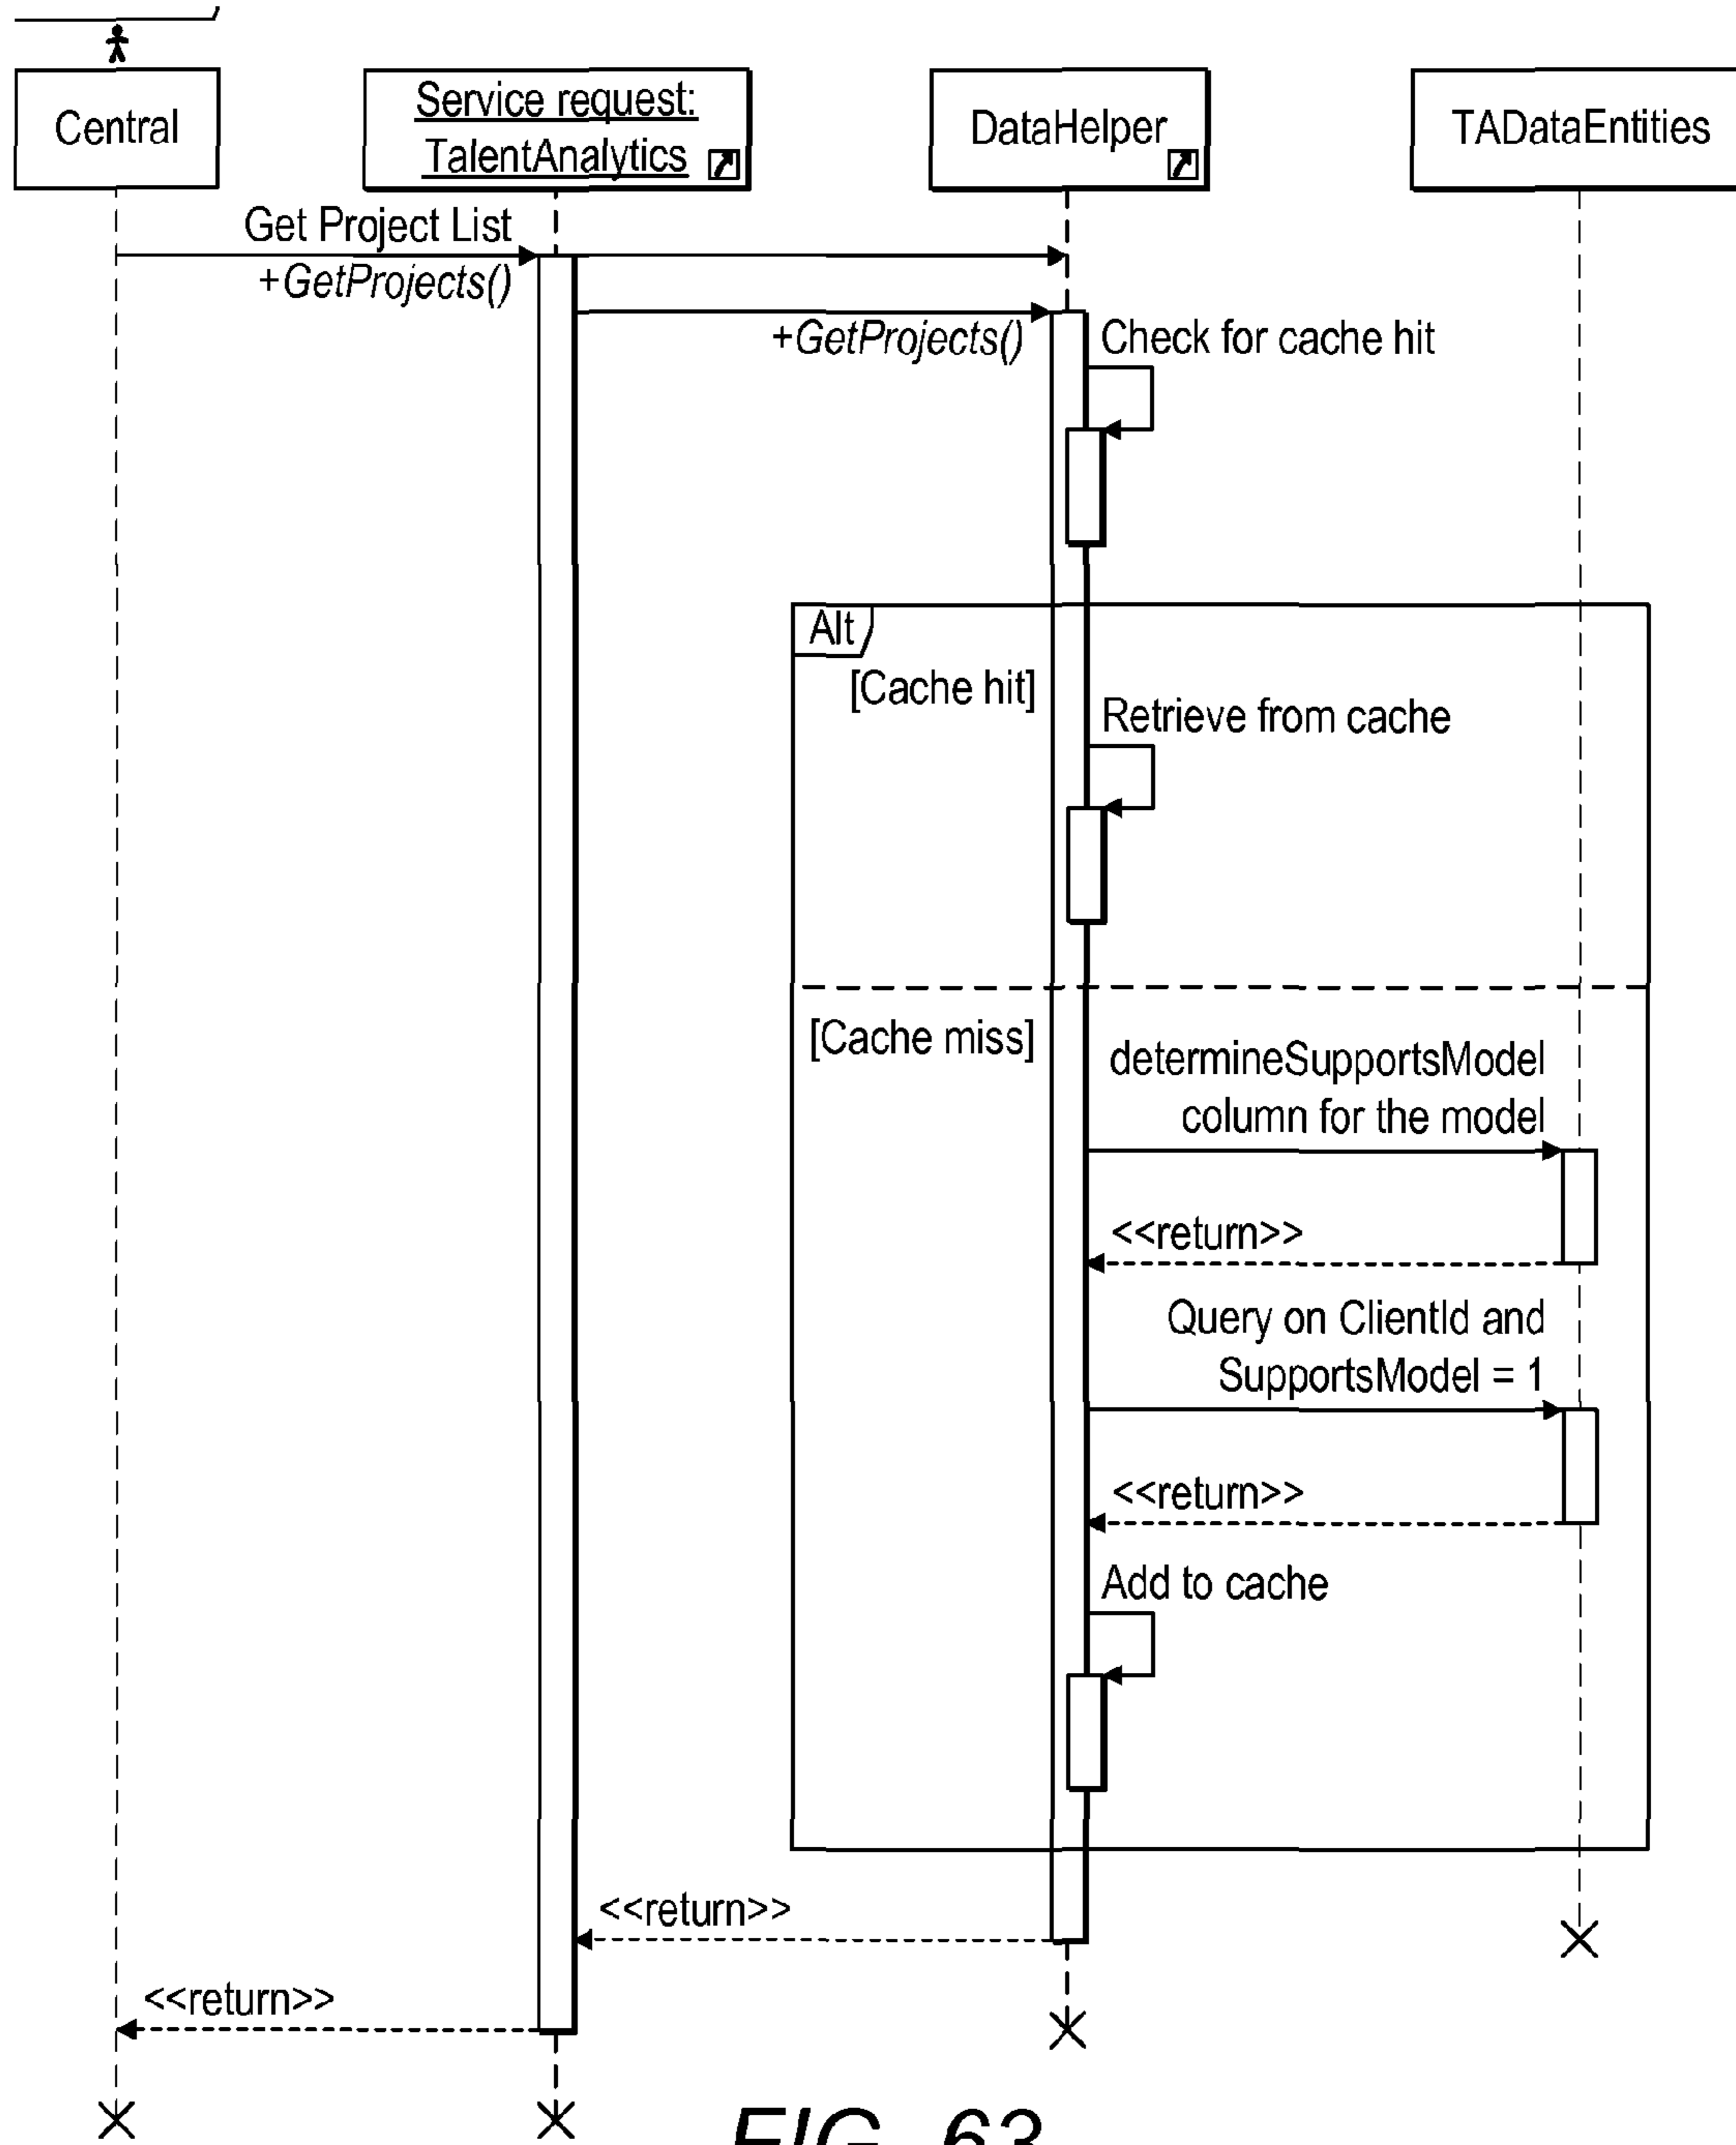 Central
Service request:
TalentAnalytics
DataHelper
TADataEntities
Get Project List
+GetProjects()
+GetProjects()
Check for cache hit
Alt
[Cache hit]
Retrieve from cache
[Cache miss]
determineSupportsModel
column for the model
<<return>>
Query on ClientId and
SupportsModel = 1
<<return>>
Add to cache
<<return>>
<<return>>
FIG. 63